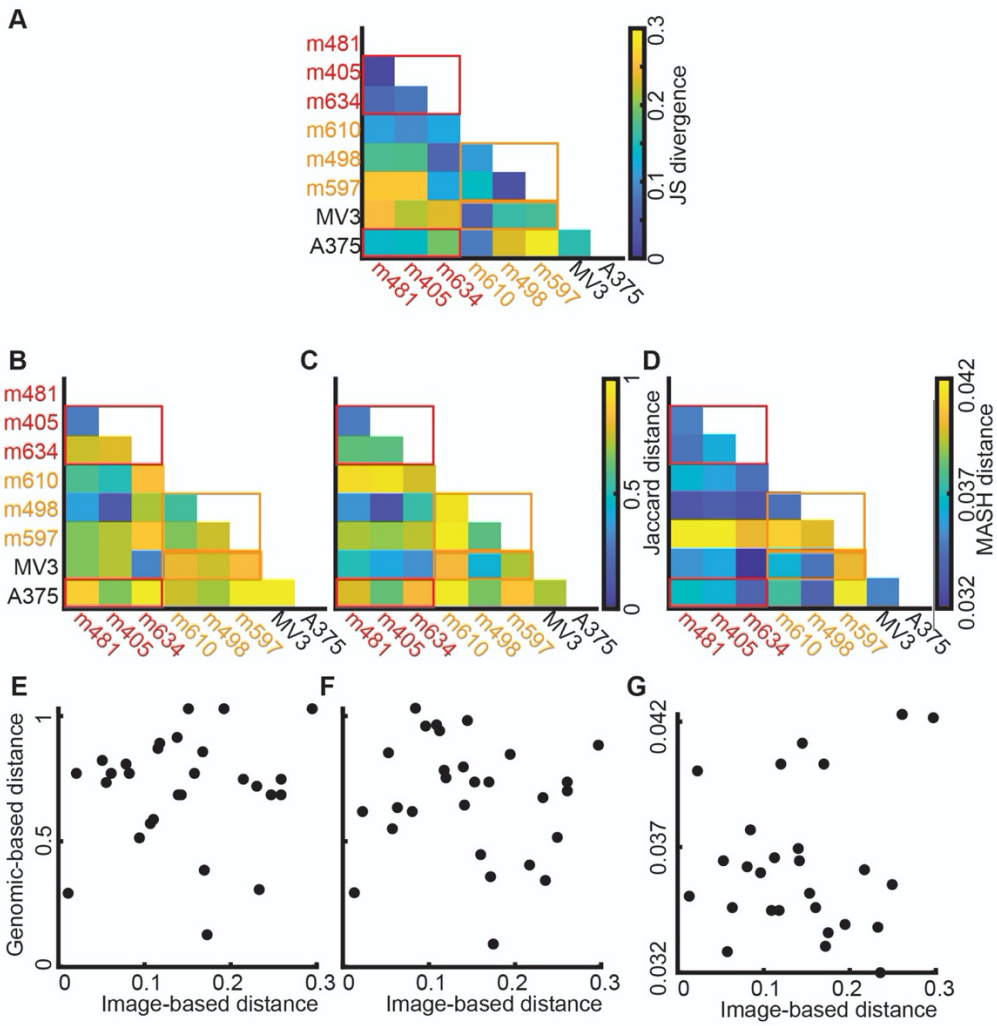 A
m481
m405
m634
m610
m498
m597
MV3
A375
m481
m405
m634
m610
m498
m597
MV3
A375
0.3
0.2
0.1
0
JS divergence
B
C
D
m481
m405
m634
m610
m498
m597
MV3
A375
m481
m405
m634
m610
m498
m597
MV3
A375
m481
m405
m634
m610
m498
m597
MV3
A375
1
0.5
0
Jaccard distance
m481
m405
m634
m610
m498
m597
MV3
A375
0.042
0.037
0.032
MASH distance
E
F
G
Genomic-based distance
1
0.5
0
0
0.1
0.2
0.3
Image-based distance
0
0.1
0.2
0.3
Image-based distance
0.042
0.037
0.032
0
0.1
0.2
0.3
Image-based distance